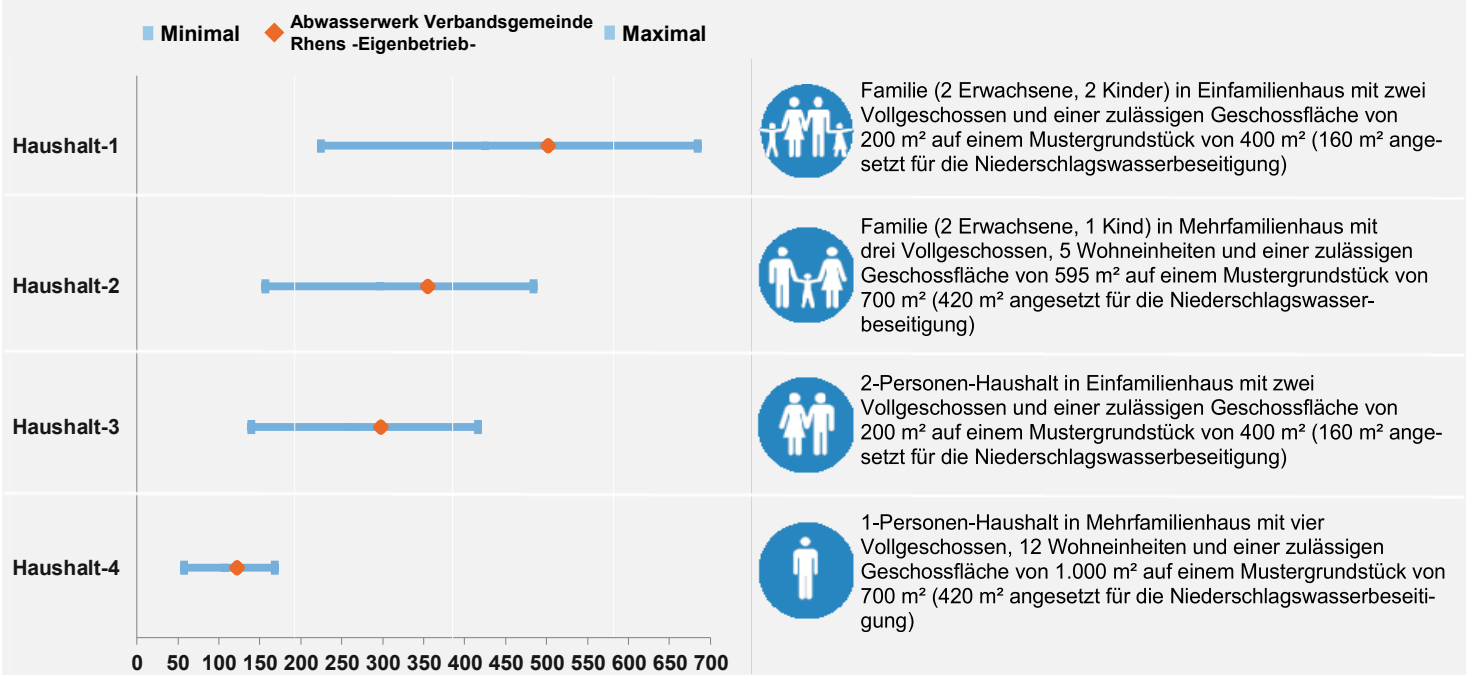 Minimal
Abwasserwerk Verbandsgemeinde
Rhens -Eigenbetrieb-
Maximal
Haushalt-1
Familie (2 Erwachsene, 2 Kinder) in Einfamilienhaus mit zwei
Vollgeschossen und einer zulässigen Geschossfläche von
200 m² auf einem Mustergrundstück von 400 m² (160 m² ange-
setzt für die Niederschlagswasserbeseitigung)
Haushalt-2
Familie (2 Erwachsene, 1 Kind) in Mehrfamilienhaus mit
drei Vollgeschossen, 5 Wohneinheiten und einer zulässigen
Geschossfläche von 595 m² auf einem Mustergrundstück von
700 m² (420 m² angesetzt für die Niederschlagswasser-
beseitigung)
Haushalt-3
2-Personen-Haushalt in Einfamilienhaus mit zwei
Vollgeschossen und einer zulässigen Geschossfläche von
200 m² auf einem Mustergrundstück von 400 m² (160 m² ange-
setzt für die Niederschlagswasserbeseitigung)
Haushalt-4
1-Personen-Haushalt in Mehrfamilienhaus mit vier
Vollgeschossen, 12 Wohneinheiten und einer zulässigen
Geschossfläche von 1.000 m² auf einem Mustergrundstück von
700 m² (420 m² angesetzt für die Niederschlagswasserbeseiti-
gung)
0 50 100 150 200 250 300 350 400 450 500 550 600 650 700